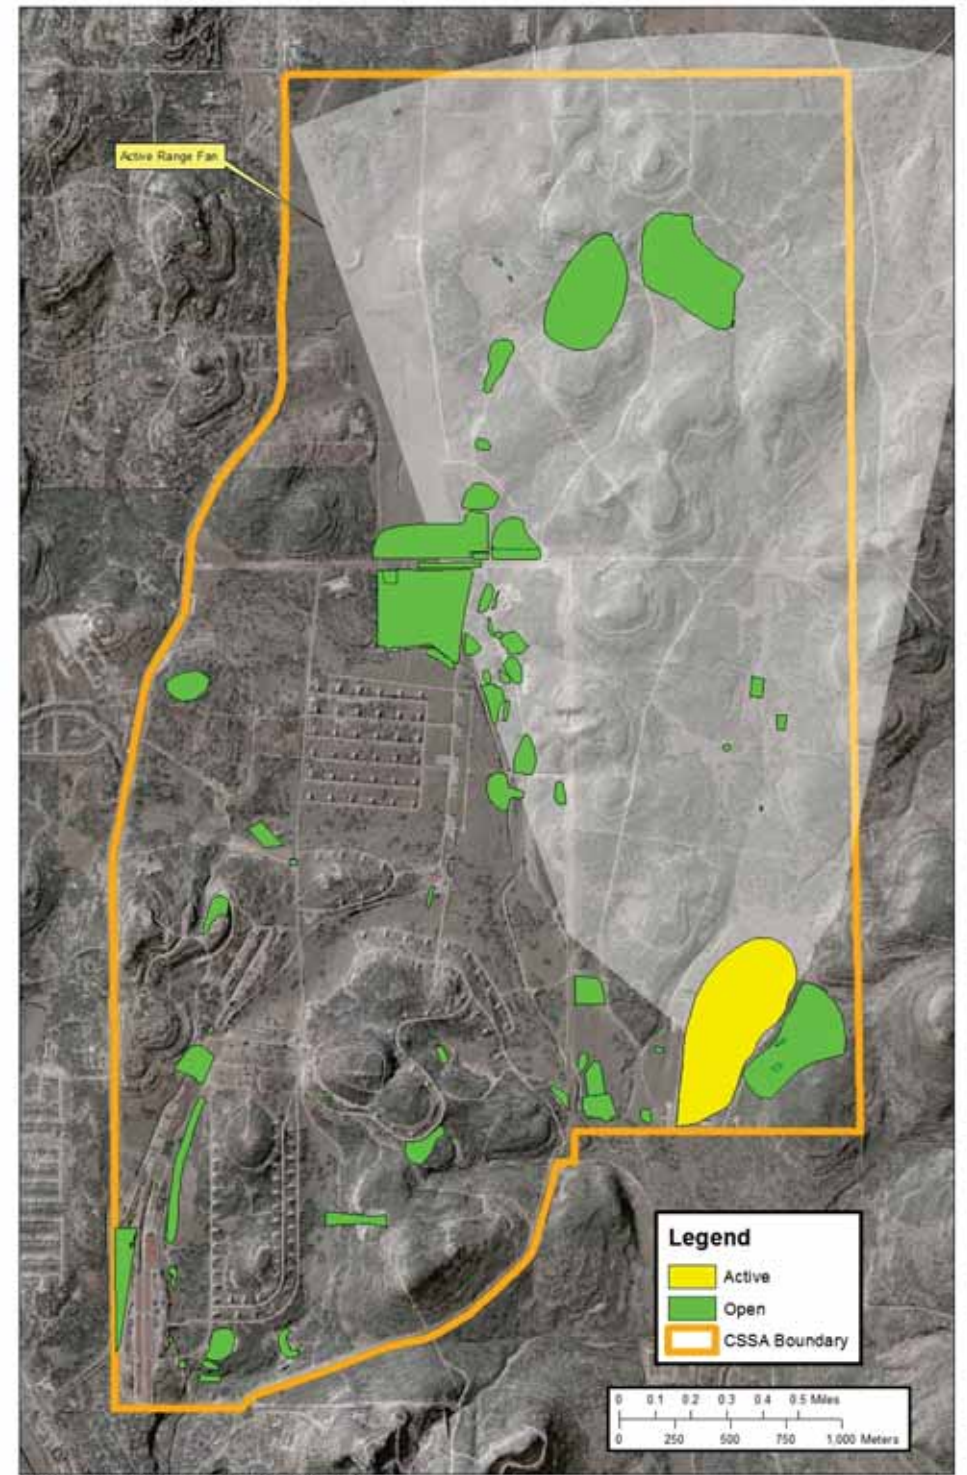 Active Range Fan
Legend
Active
Open
CSSA Boundary
0 0.1 0.2 0.3 0.4 0.5 Miles
0 250 500 750 1,000 Meters